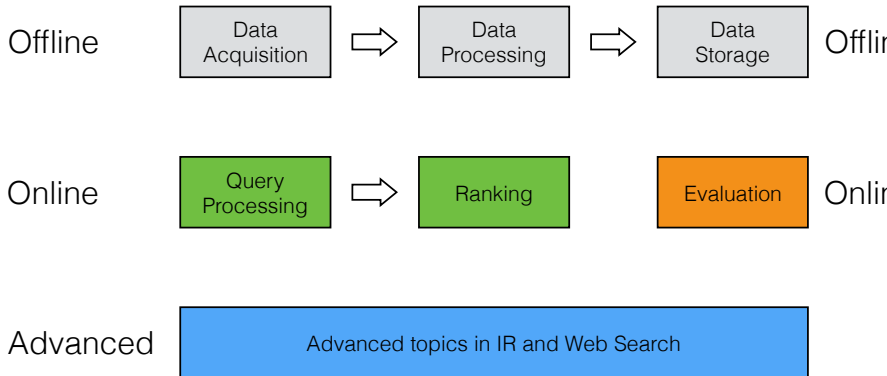 Offline
Data
Acquisition
Data
Processing
Data
Storage
Online
Query
Processing
Ranking
Evaluation
Advanced
Advanced topics in IR and Web Search